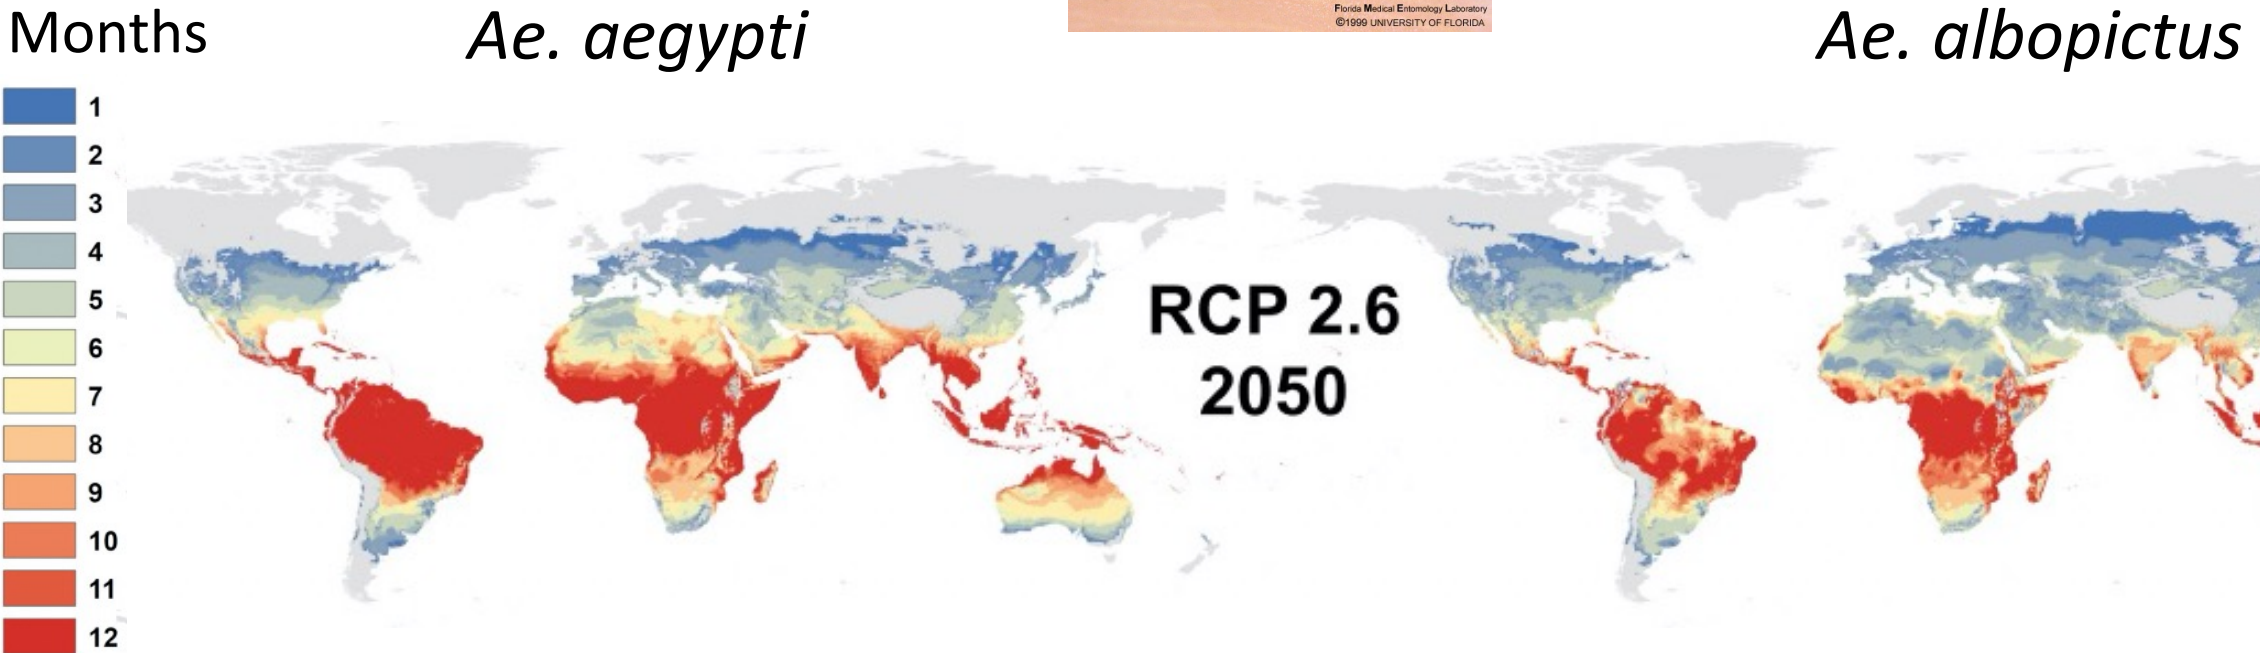 Months
Ae. aegypti
Florida Medical Entomology Laboratory
©1999 UNIVERSITY OF FLORIDA
Ae. albopictus
1
2
3
4
5
6
7
8
9
10
11
12
RCP 2.6
2050